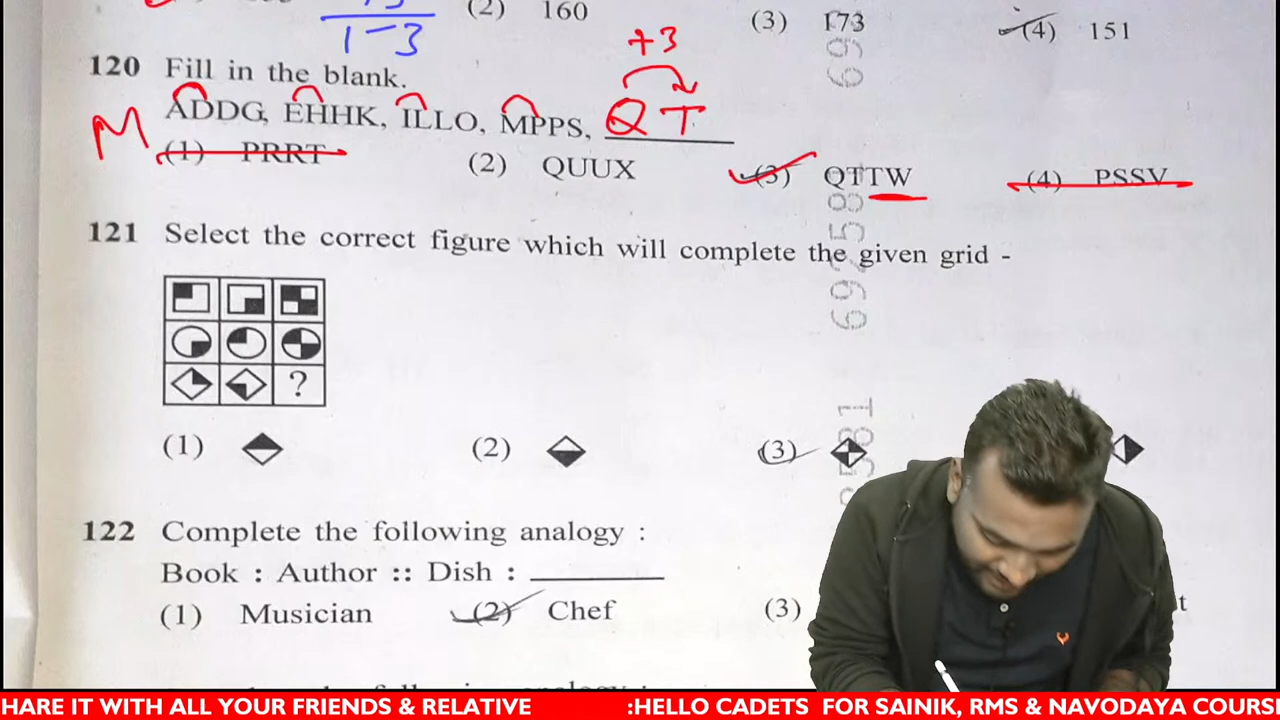 (2) 160
(3) 173
(4) 151
1 - 3
+3
120 Fill in the blank.
M ADDG, EHHK, ILLO, MPPS, Q T
(1) PRRT (2) QUUX (3) QTTW (4) PSSV
121 Select the correct figure which will complete the given grid -
?
(1) (2) (3)
122 Complete the following analogy :
Book : Author :: Dish :
(1) Musician (2) Chef (3) t
HARE IT WITH ALL YOUR FRIENDS & RELATIVE :HELLO CADETS FOR SAINIK, RMS & NAVODAYA COURS